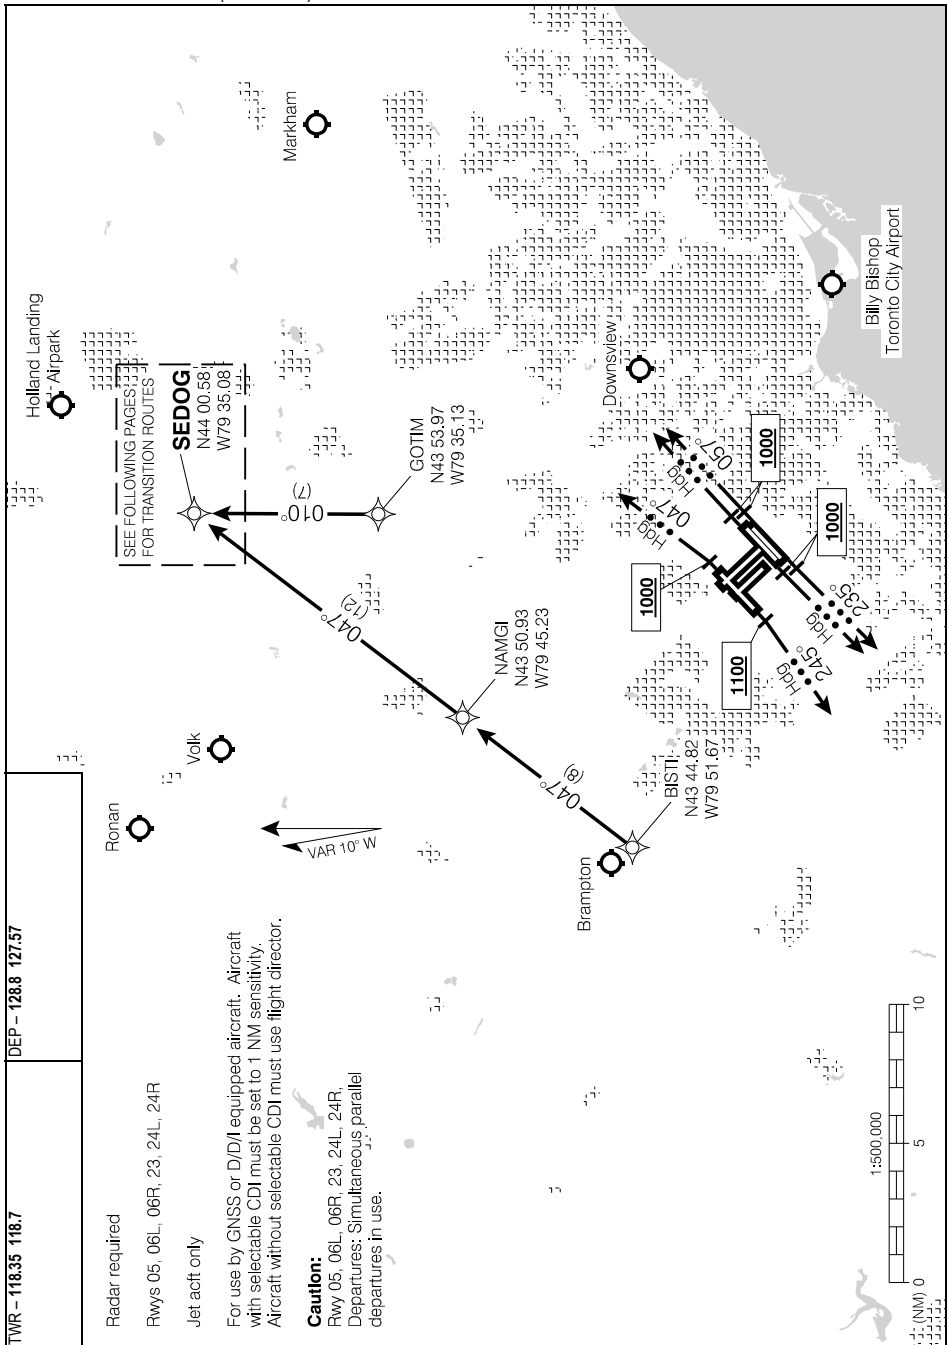 TWR – 118.35 118.7
DEP – 128.8 127.57
Radar required
Rwys 05, 06L, 06R, 23, 24L, 24R
Jet acft only
For use by GNSS or D/D/I equipped aircraft. Aircraft
with selectable CDI must be set to 1 NM sensitivity.
Aircraft without selectable CDI must use flight director.
Caution:
Rwy 05, 06L, 06R, 23, 24L, 24R,
Departures: Simultaneous parallel
departures in use.
Ronan
Volk
VAR 10° W
Holland Landing
Airpark
Markham
SEE FOLLOWING PAGES
FOR TRANSITION ROUTES
SEDOG
N44 00.58
W79 35.08
010°
(7)
GOTIM
N43 53.97
W79 35.13
047°
(12)
NAMGI
N43 50.93
W79 45.23
047°
(8)
BISTI
N43 44.82
W79 51.67
Brampton
Downsview
Billy Bishop
Toronto City Airport
Hdg 047°
Hdg 057°
1000
1000
1000
1100
Hdg 245°
Hdg 235°
1:500,000
(NM) 0
5
10